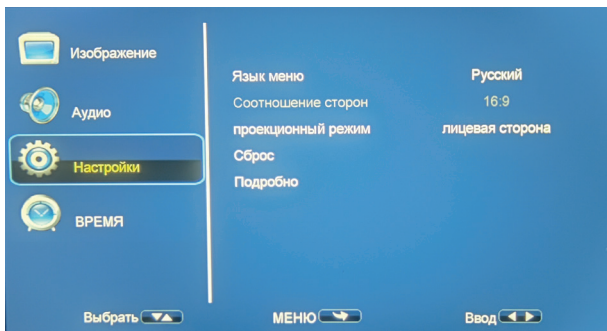 Изображение
Аудио
Настройки
ВРЕМЯ
Язык меню Русский
Соотношение сторон 16:9
проекционный режим лицевая сторона
Сброс
Подробно
Выбрать МЕНЮ Ввод